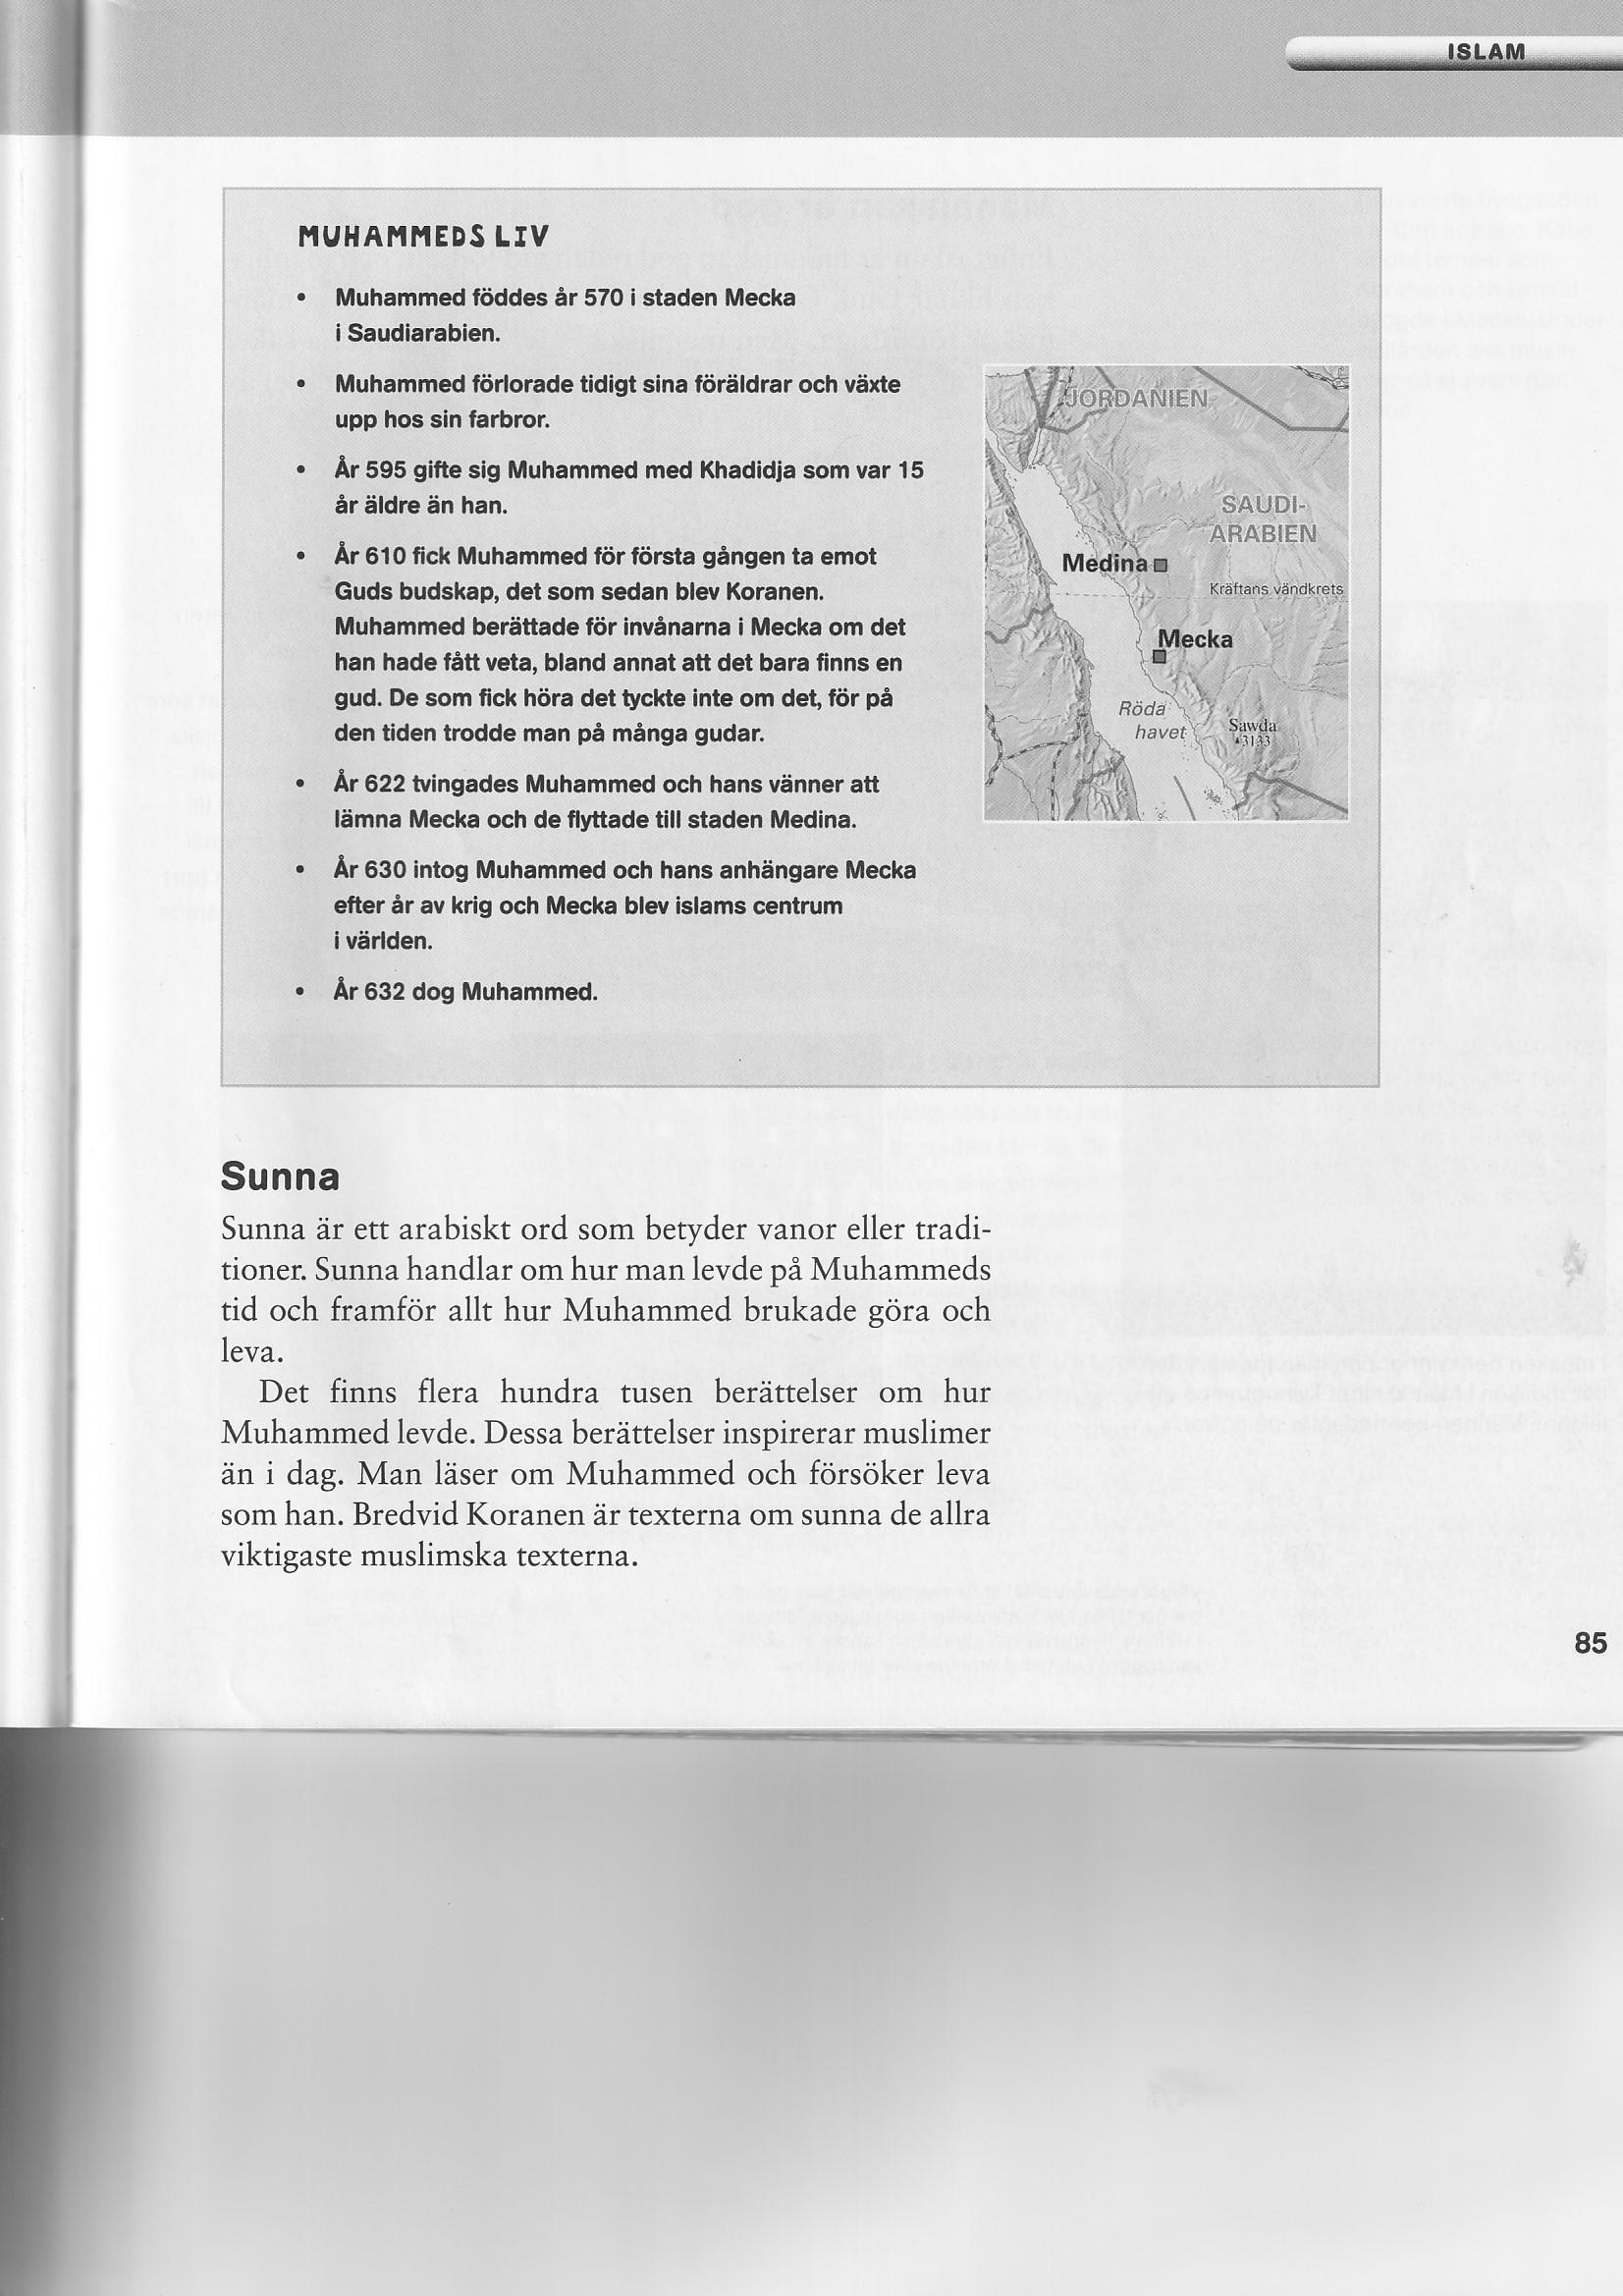 ISLAM
MUHAMMEDS LIV
• Muhammed föddes år 570 i staden Mecka
i Saudiarabien.
• Muhammed förlorade tidigt sina föräldrar och växte
upp hos sin farbror.
• År 595 gifte sig Muhammed med Khadidja som var 15
år äldre än han.
• År 610 fick Muhammed för första gången ta emot
Guds budskap, det som sedan blev Koranen.
Muhammed berättade för invånarna i Mecka om det
han hade fått veta, bland annat att det bara finns en
gud. De som fick höra det tyckte inte om det, för på
den tiden trodde man på många gudar.
• År 622 tvingades Muhammed och hans vänner att
lämna Mecka och de flyttade till staden Medina.
• År 630 intog Muhammed och hans anhängare Mecka
efter år av krig och Mecka blev islams centrum
i världen.
• År 632 dog Muhammed.
JORDANIEN
SAUDI-
ARABIEN
Medina
Kräftans vändkrets
Mecka
Röda
havet
Sawda
3133
Sunna
Sunna är ett arabiskt ord som betyder vanor eller tradi-
tioner. Sunna handlar om hur man levde på Muhammeds
tid och framför allt hur Muhammed brukade göra och
leva.
Det finns flera hundra tusen berättelser om hur
Muhammed levde. Dessa berättelser inspirerar muslimer
än i dag. Man läser om Muhammed och försöker leva
som han. Bredvid Koranen är texterna om sunna de allra
viktigaste muslimska texterna.
85